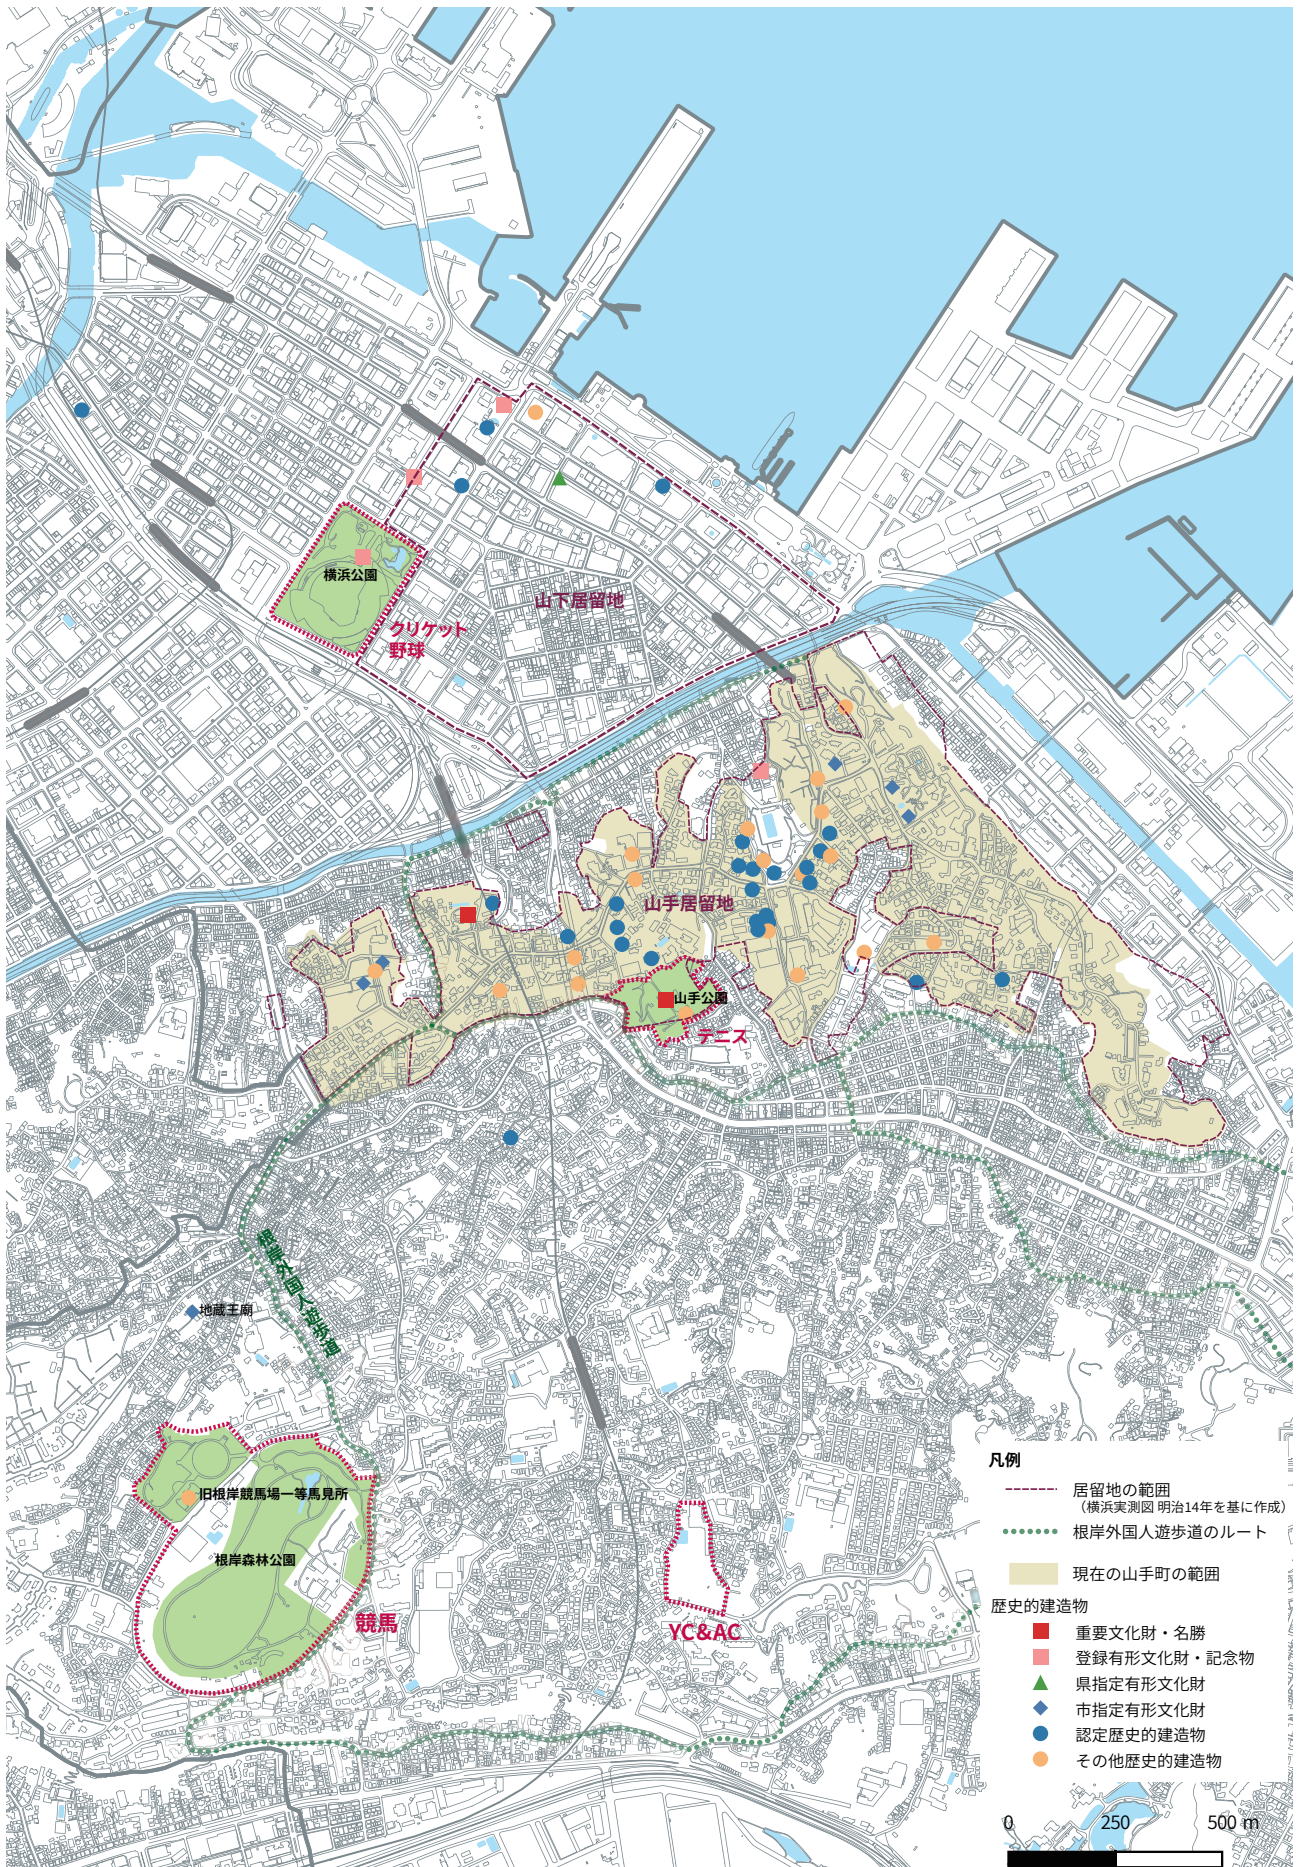 横浜公園
クリケット
野球
山下居留地
山手居留地
山手公園
テニス
根岸外国人遊歩道
地蔵王廟
旧根岸競馬場一等馬見所
根岸森林公園
競馬
YC&AC
凡例
居留地の範囲
（横浜実測図 明治14年を基に作成）
根岸外国人遊歩道のルート
現在の山手町の範囲
歴史的建造物
重要文化財・名勝
登録有形文化財・記念物
県指定有形文化財
市指定有形文化財
認定歴史的建造物
その他歴史的建造物
0 250 500 m